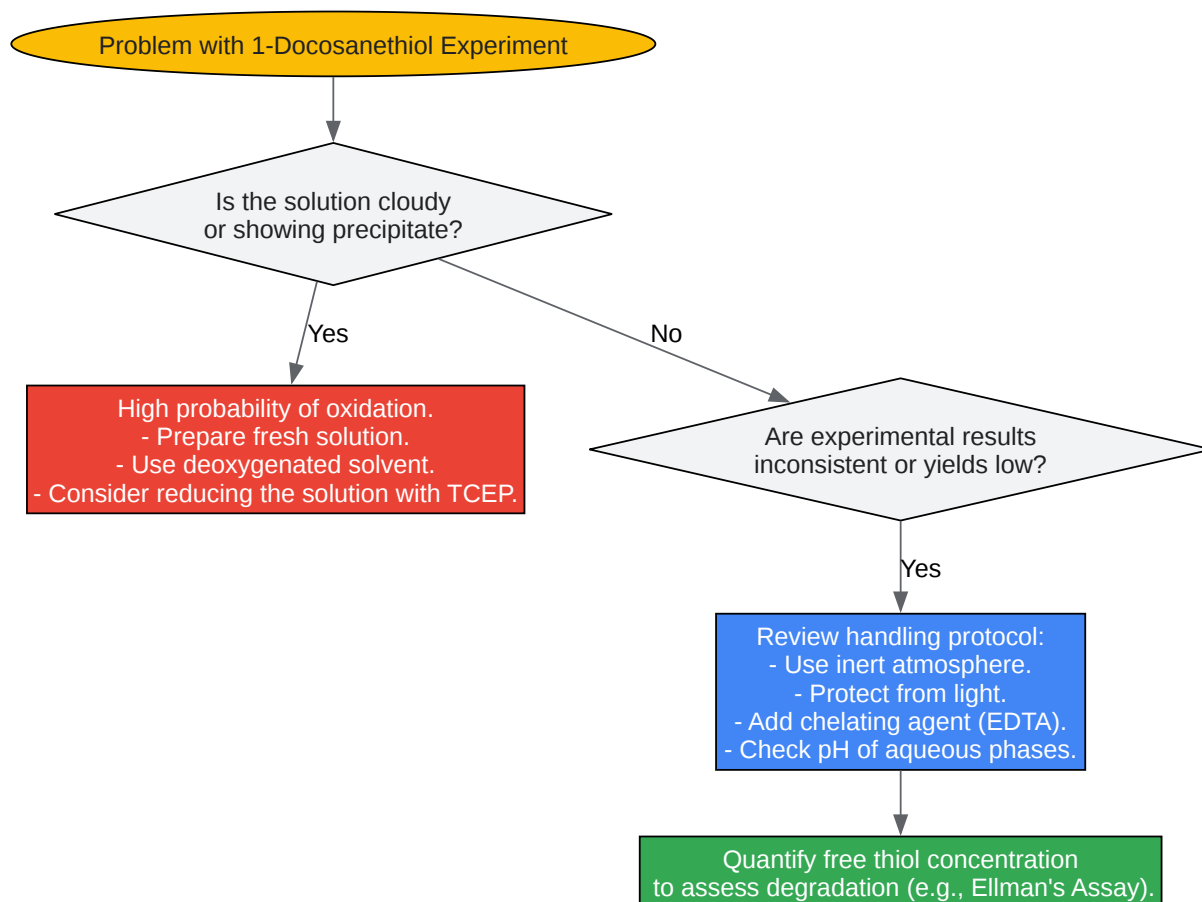 Problem with 1-Docosanethiol Experiment
Is the solution cloudy
or showing precipitate?
Yes
No
High probability of oxidation.
- Prepare fresh solution.
- Use deoxygenated solvent.
- Consider reducing the solution with TCEP.
Are experimental results
inconsistent or yields low?
Yes
Review handling protocol:
- Use inert atmosphere.
- Protect from light.
- Add chelating agent (EDTA).
- Check pH of aqueous phases.
Quantify free thiol concentration
to assess degradation (e.g., Ellman's Assay).